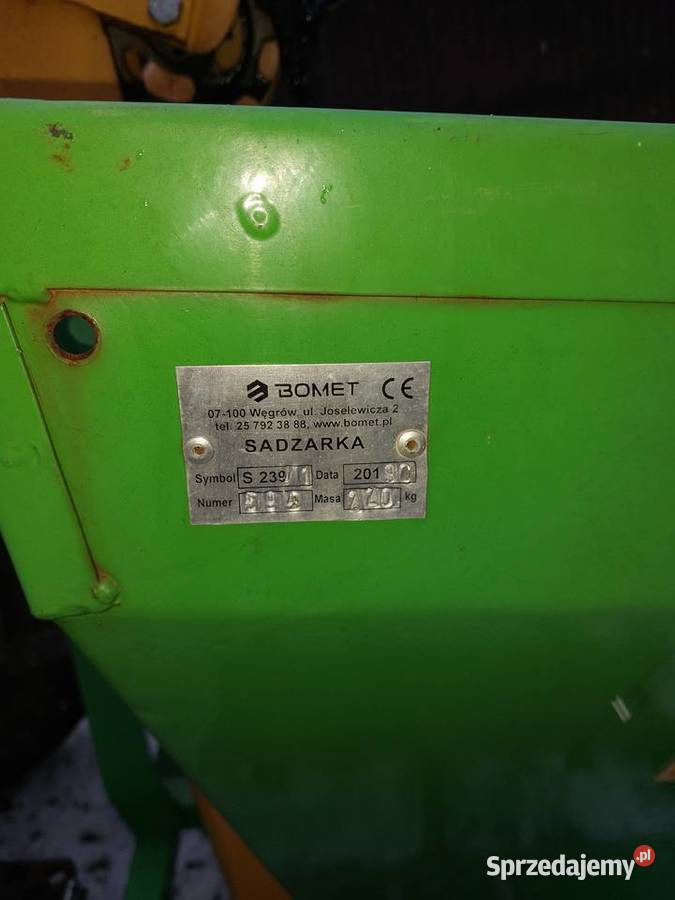 BOMET CE
07-100 Węgrów, ul. Joselewicza 2
tel. 25 792 38 88, www.bomet.pl
SADZARKA
Symbol S 239/1 Data 201
Numer Masa kg
Sprzedajemy.pl